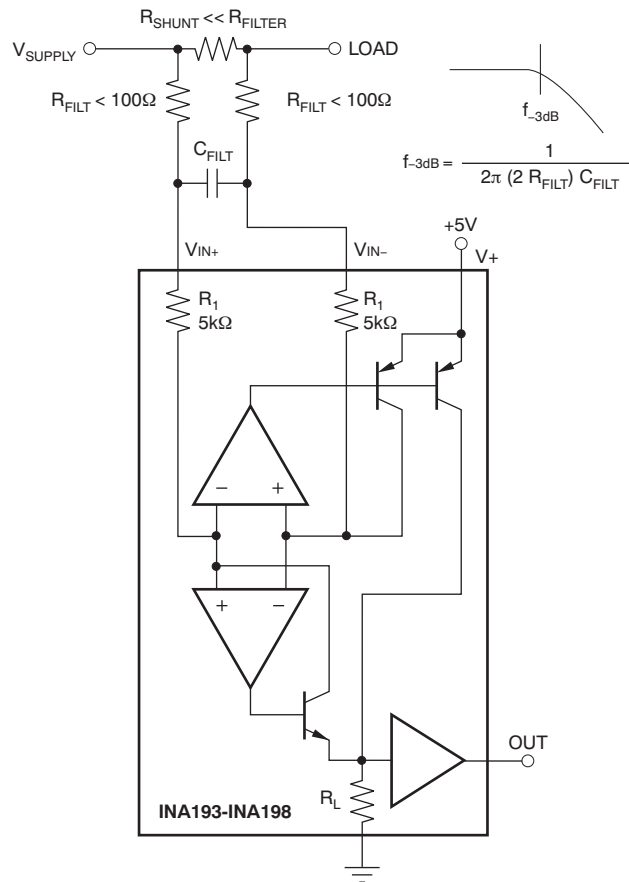 R_SHUNT << R_FILTER
V_SUPPLY
LOAD
R_FILT < 100Ω
R_FILT < 100Ω
f_–3dB
C_FILT
f_–3dB = 1
2π (2 R_FILT) C_FILT
+5V
V_IN+
V_IN–
V+
R_1
5kΩ
R_1
5kΩ
– +
+ –
OUT
R_L
INA193-INA198